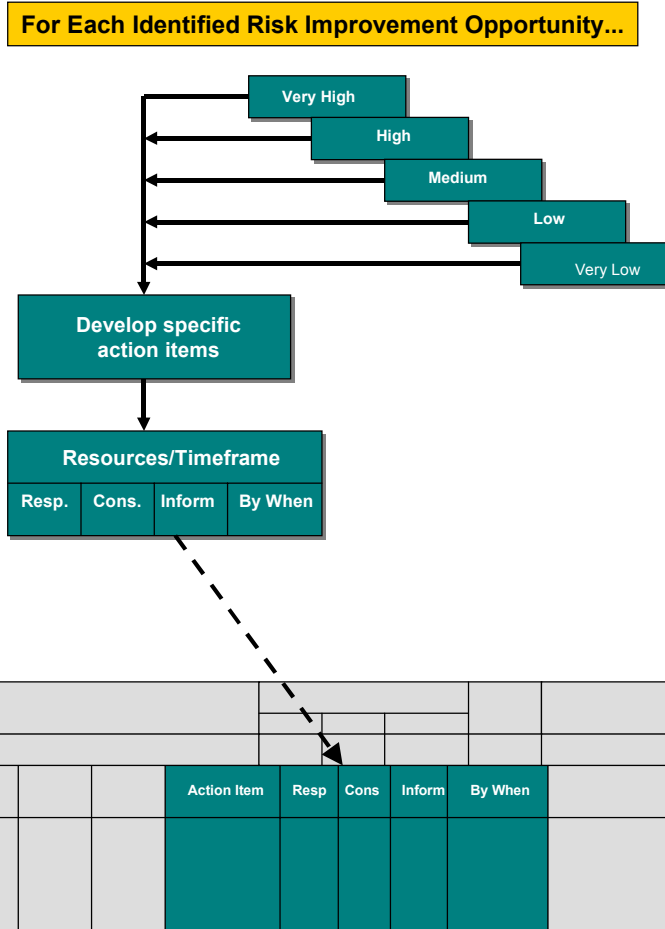 For Each Identified Risk Improvement Opportunity...
Very High
High
Medium
Low
Very Low
Develop specific
action items
Resources/Timeframe
Resp. Cons. Inform By When
Action Item Resp Cons Inform By When